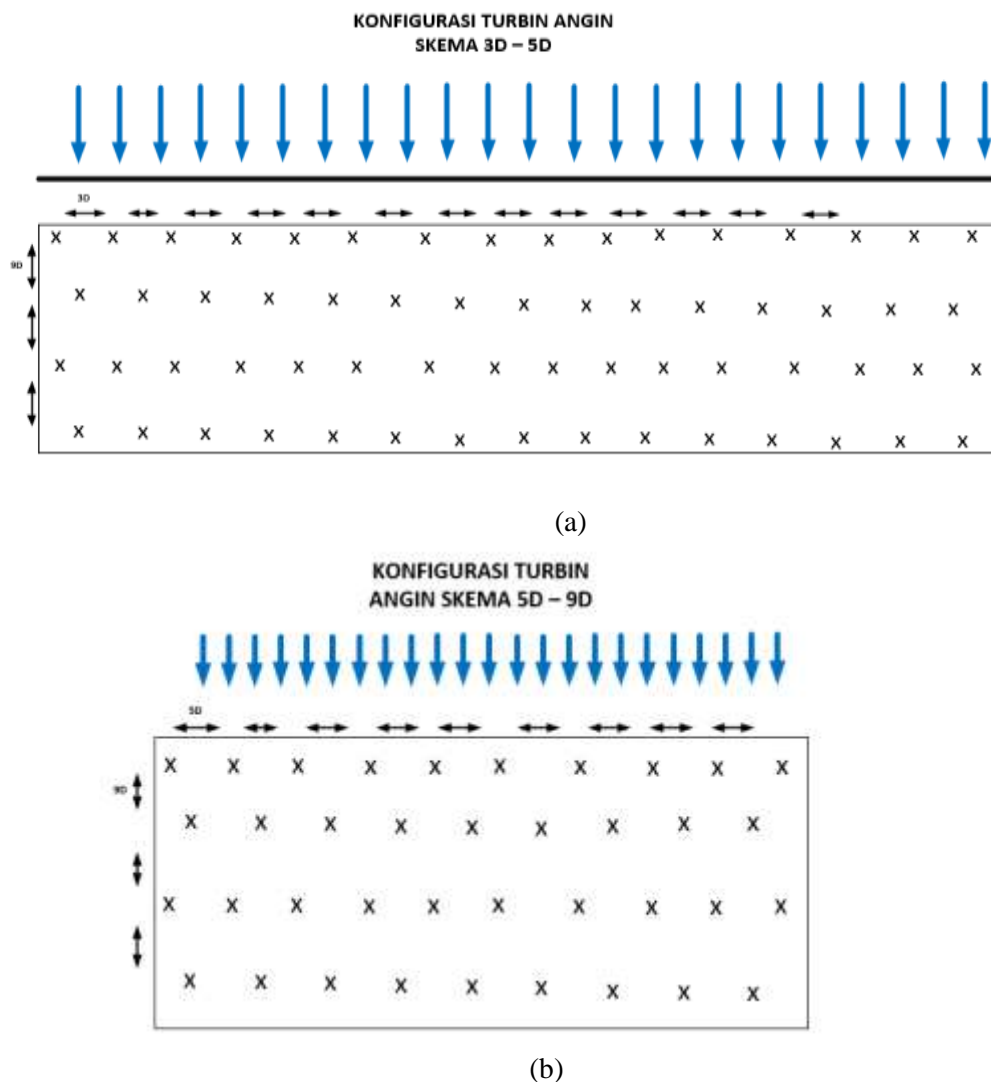 KONFIGURASI TURBIN ANGIN
SKEMA 3D – 5D
3D
X X X X X X X X X X X X X X X X
9D
X X X X X X X X X X X X X X X
X X X X X X X X X X X X X X X X
X X X X X X X X X X X X X X X
(a)
KONFIGURASI TURBIN
ANGIN SKEMA 5D – 9D
5D
X X X X X X X X X X
9D
X X X X X X X X X
X X X X X X X X X X
X X X X X X X X X
(b)